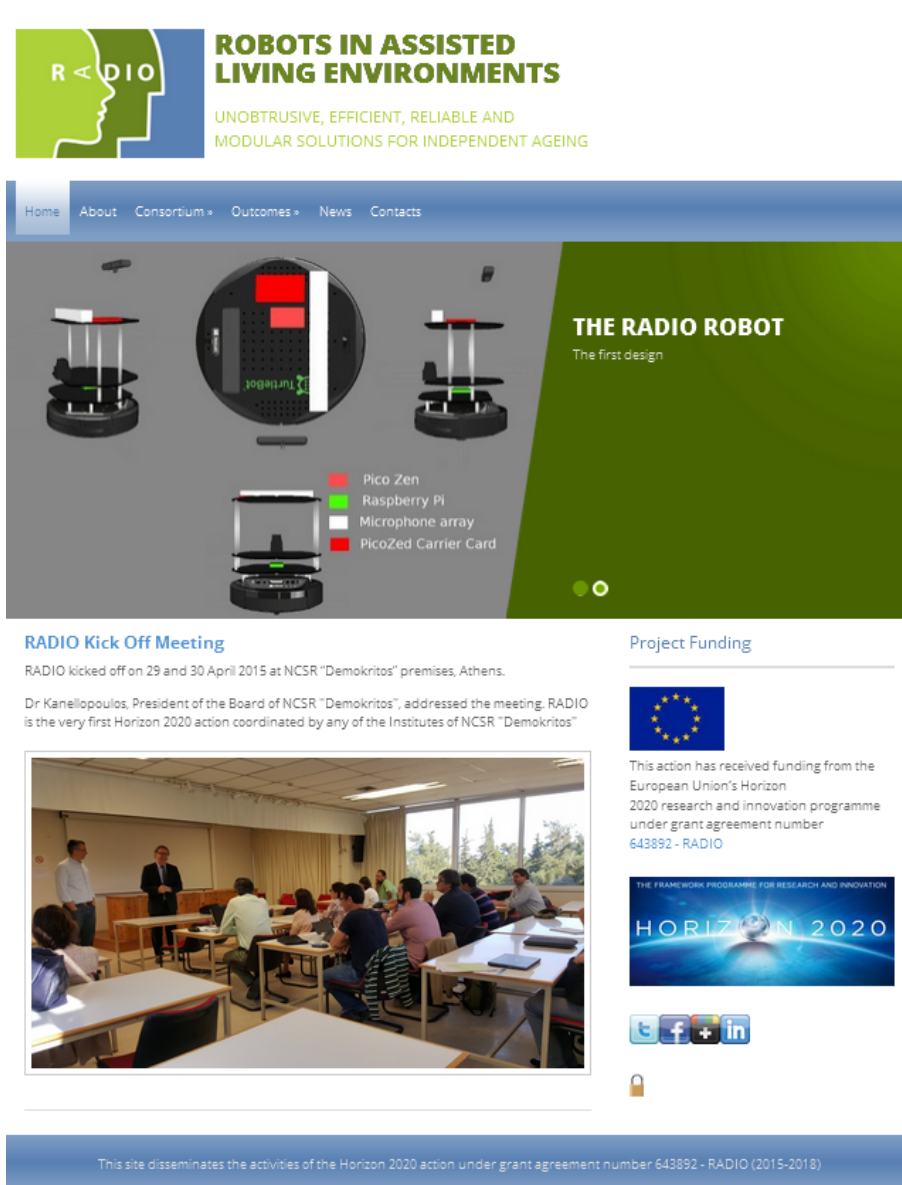 RADIO
ROBOTS IN ASSISTED
LIVING ENVIRONMENTS
UNOBTRUSIVE, EFFICIENT, RELIABLE AND
MODULAR SOLUTIONS FOR INDEPENDENT AGEING
Home About Consortium » Outcomes » News Contacts
TurtleBot
THE RADIO ROBOT
The first design
Pico Zen
Raspberry Pi
Microphone array
PicoZed Carrier Card
RADIO Kick Off Meeting
RADIO kicked off on 29 and 30 April 2015 at NCSR “Demokritos” premises, Athens.
Dr Kanellopoulos, President of the Board of NCSR "Demokritos", addressed the meeting. RADIO
is the very first Horizon 2020 action coordinated by any of the Institutes of NCSR "Demokritos"
Project Funding
This action has received funding from the
European Union’s Horizon
2020 research and innovation programme
under grant agreement number
643892 - RADIO
THE FRAMEWORK PROGRAMME FOR RESEARCH AND INNOVATION
HORIZON 2020
t f + in
This site disseminates the activities of the Horizon 2020 action under grant agreement number 643892 - RADIO (2015-2018)